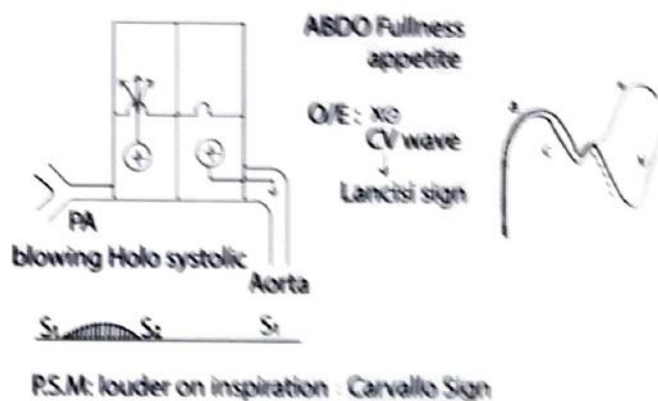 ABDO Fullness
appetite
O/E:
CV wave
Lancisi sign
a
c
v
PA
blowing Holo systolic
Aorta
S₁ S₂ S₁
P.S.M: louder on inspiration : Carvallo Sign